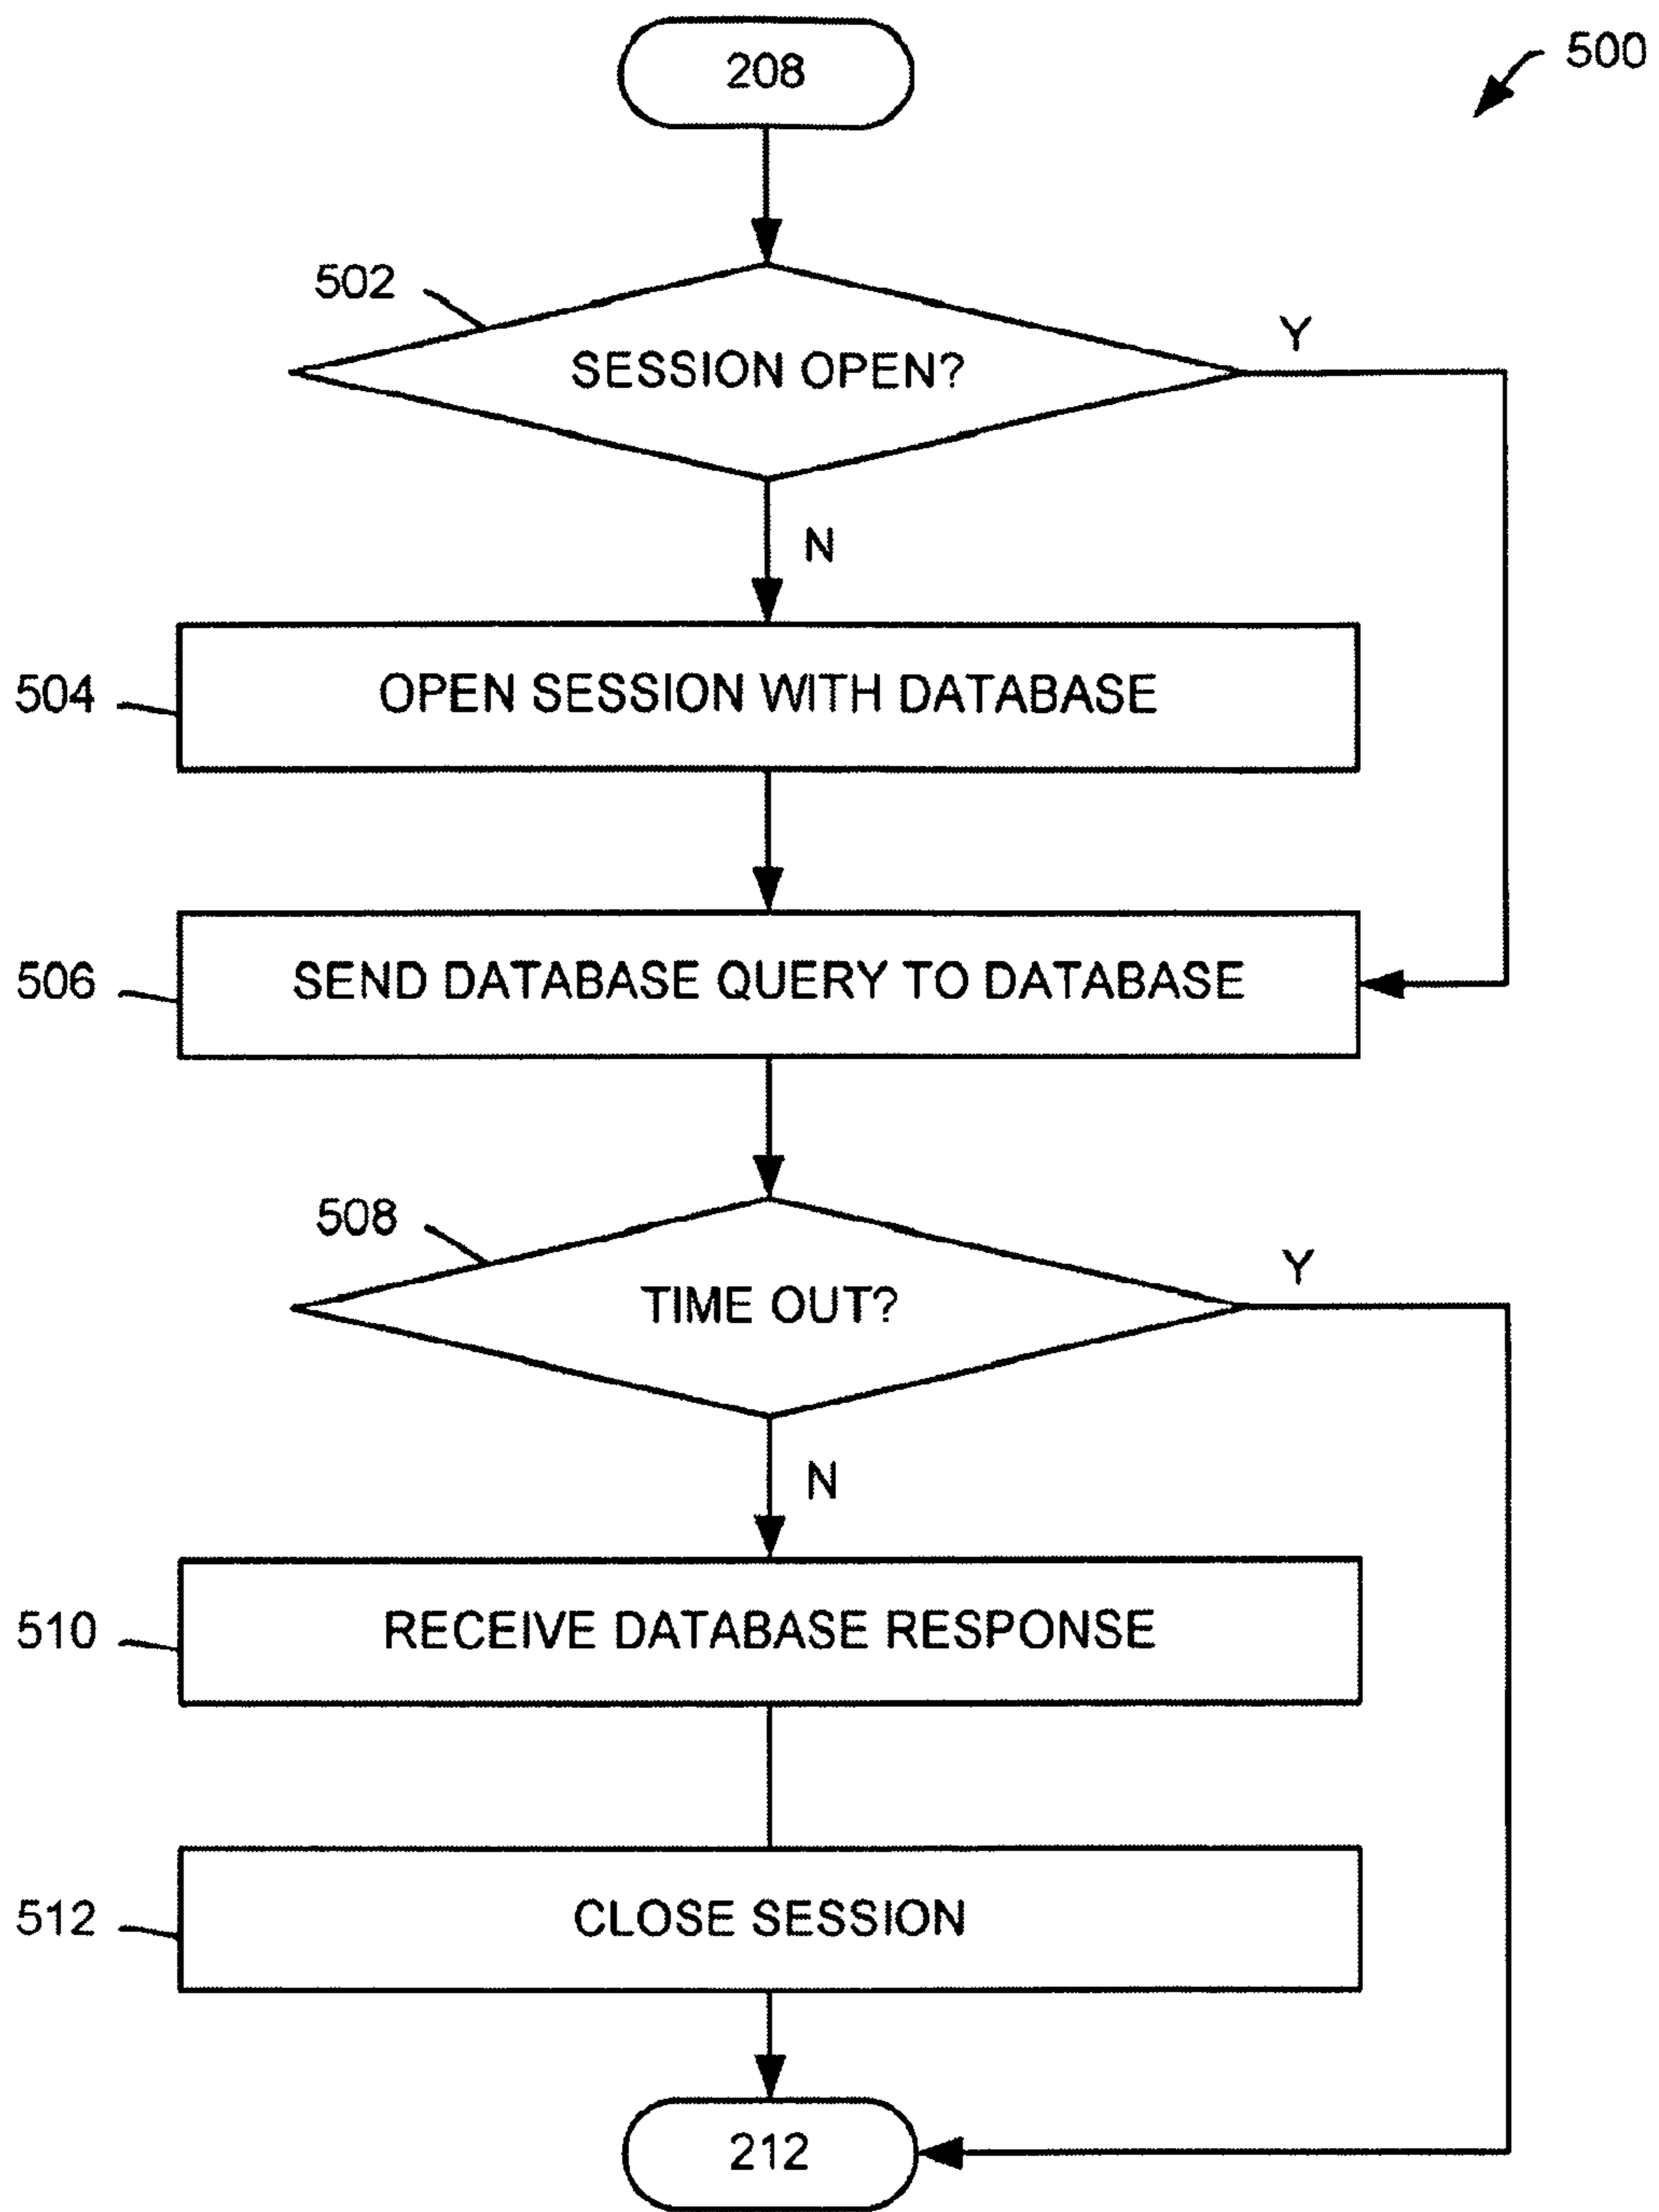 208
500
502
SESSION OPEN?
Y
N
504
OPEN SESSION WITH DATABASE
506
SEND DATABASE QUERY TO DATABASE
508
TIME OUT?
Y
N
510
RECEIVE DATABASE RESPONSE
512
CLOSE SESSION
212